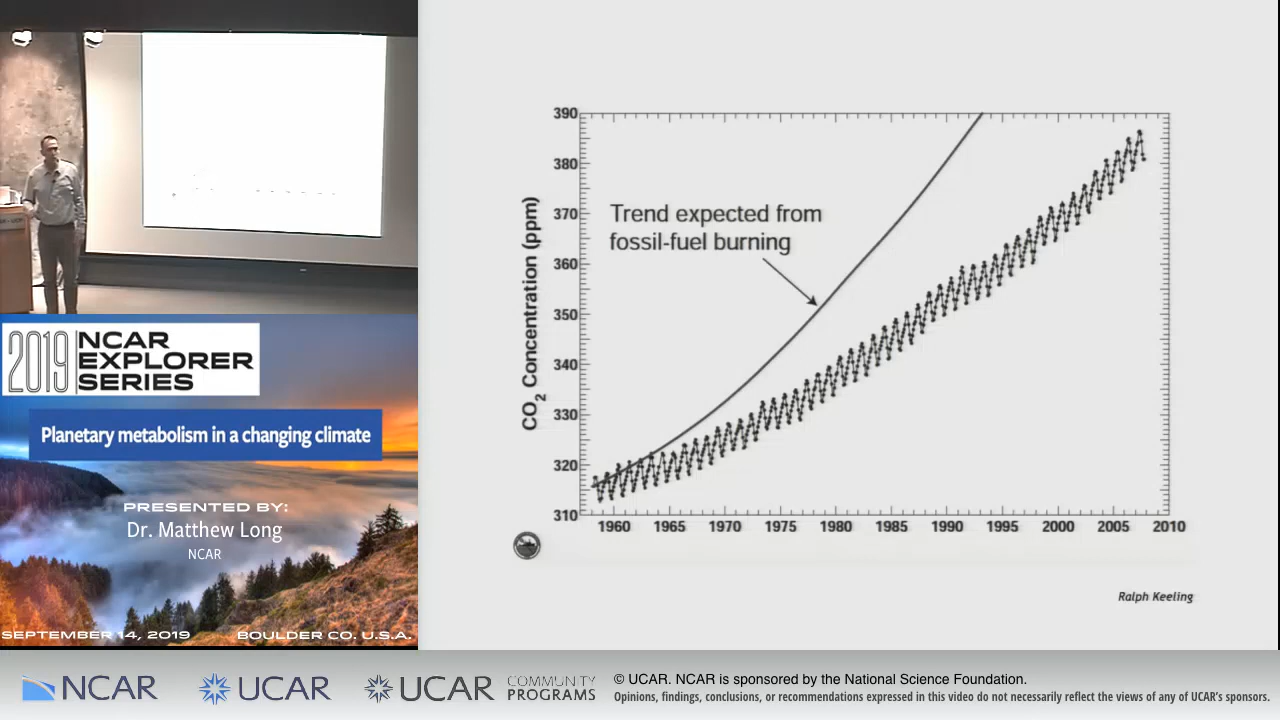 2019
NCAR
EXPLORER
SERIES
Planetary metabolism in a changing climate
PRESENTED BY:
Dr. Matthew Long
NCAR
SEPTEMBER 14, 2019
BOULDER CO. U.S.A.
390
380
370
360
350
340
330
320
310
CO2 Concentration (ppm)
Trend expected from
fossil-fuel burning
1960 1965 1970 1975 1980 1985 1990 1995 2000 2005 2010
Ralph Keeling
NCAR
UCAR
UCAR
COMMUNITY
PROGRAMS
© UCAR. NCAR is sponsored by the National Science Foundation.
Opinions, findings, conclusions, or recommendations expressed in this video do not necessarily reflect the views of any of UCAR's sponsors.